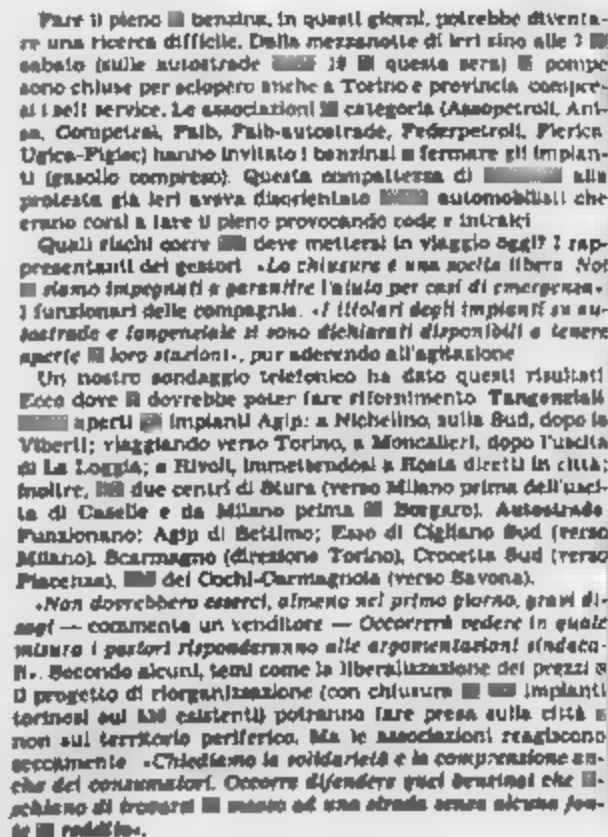 Fare il pieno benzina, in questi giorni, potrebbe diventa-
re una ricerca difficile. Dalla mezzanotte di ieri sino alle 7
sabato (sulle autostrade 19 questa sera) pompe
sono chiuse per sciopero anche a Torino e provincia compre-
si i self service. Le associazioni categoria (Assopetroli, Ani-
sa, Competrai, Faib, Faib-autostrade, Federpetroli, Flerica
Ugica-Figisc) hanno invitato i benzinai a fermare gli impian-
ti (gasolio compreso). Questa compattezza di alla
protesta già ieri aveva disorientato automobilisti che
erano corsi a fare il pieno provocando code e intralci
Quali rischi corre deve mettersi in viaggio oggi? I rap-
presentanti dei gestori «La chiusura è una scelta libera Noi
siamo impegnati a garantire l'aiuto per casi di emergenza»
I funzionari delle compagnie. «I titolari degli impianti su au-
tostrade e tangenziale si sono dichiarati disponibili a tenere
aperte loro stazioni», pur aderendo all'agitazione
Un nostro sondaggio telefonico ha dato questi risultati
Ecco dove dovrebbe poter fare rifornimento Tangenziali
aperti impianti Agip: a Nichelino, sulla Sud, dopo la
Viberti; viaggiando verso Torino, a Moncalieri, dopo l'uscita
di La Loggia; a Rivoli, immettendosi a Rosta diretti in città;
inoltre, due centri di Stura (verso Milano prima dell'usci-
ta di Caselle e da Milano prima Borgaro). Autostrade
Funzionano: Agip di Settimo; Esso di Cigliano Sud (verso
Milano), Scarmagno (direzione Torino), Crocetta Sud (verso
Piacenza), dei Cochi-Carmagnola (verso Savona).
«Non dovrebbero esserci, almeno nel primo giorno, gravi di-
sagi — commenta un venditore — Occorrerà vedere in quale
misura i gestori risponderanno alle argomentazioni sindaca-
li». Secondo alcuni, temi come la liberalizzazione dei prezzi e
il progetto di riorganizzazione (con chiusura impianti
torinesi sui esistenti) potranno fare presa sulla città e
non sul territorio periferico. Ma le associazioni reagiscono
seccamente «Chiediamo la solidarietà e la comprensione an-
che dei consumatori. Occorre difendere quei benzinai che
schiano di trovarsi mezzo ad una strada senza alcuna fon-
te reddito».